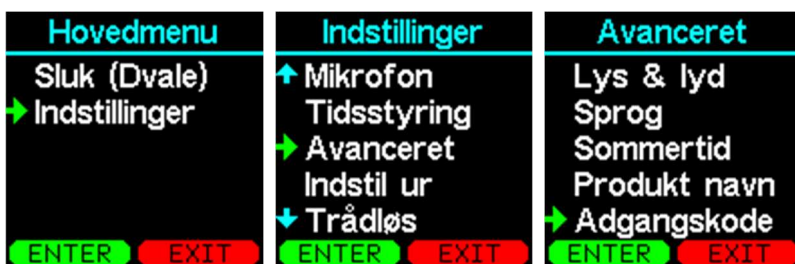 Hovedmenu
Sluk (Dvale)
Indstillinger
ENTER EXIT
Indstillinger
Mikrofon
Tidsstyring
Avanceret
Indstil ur
Trådløs
ENTER EXIT
Avanceret
Lys & lyd
Sprog
Sommertid
Produkt navn
Adgangskode
ENTER EXIT